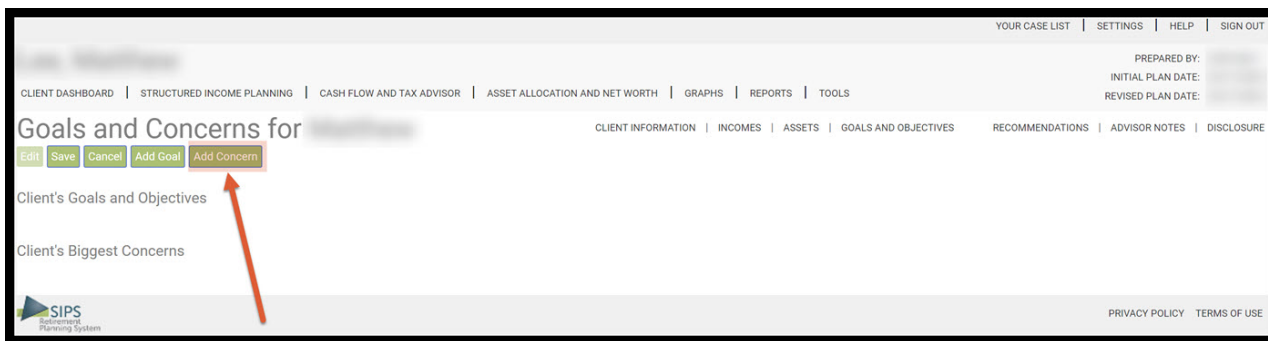 YOUR CASE LIST | SETTINGS | HELP | SIGN OUT
PREPARED BY:
INITIAL PLAN DATE:
REVISED PLAN DATE:
CLIENT DASHBOARD | STRUCTURED INCOME PLANNING | CASH FLOW AND TAX ADVISOR | ASSET ALLOCATION AND NET WORTH | GRAPHS | REPORTS | TOOLS
Goals and Concerns for
CLIENT INFORMATION | INCOMES | ASSETS | GOALS AND OBJECTIVES RECOMMENDATIONS | ADVISOR NOTES | DISCLOSURE
Edit Save Cancel Add Goal Add Concern
Client's Goals and Objectives
Client's Biggest Concerns
SIPS
Retirement
Planning System
PRIVACY POLICY TERMS OF USE